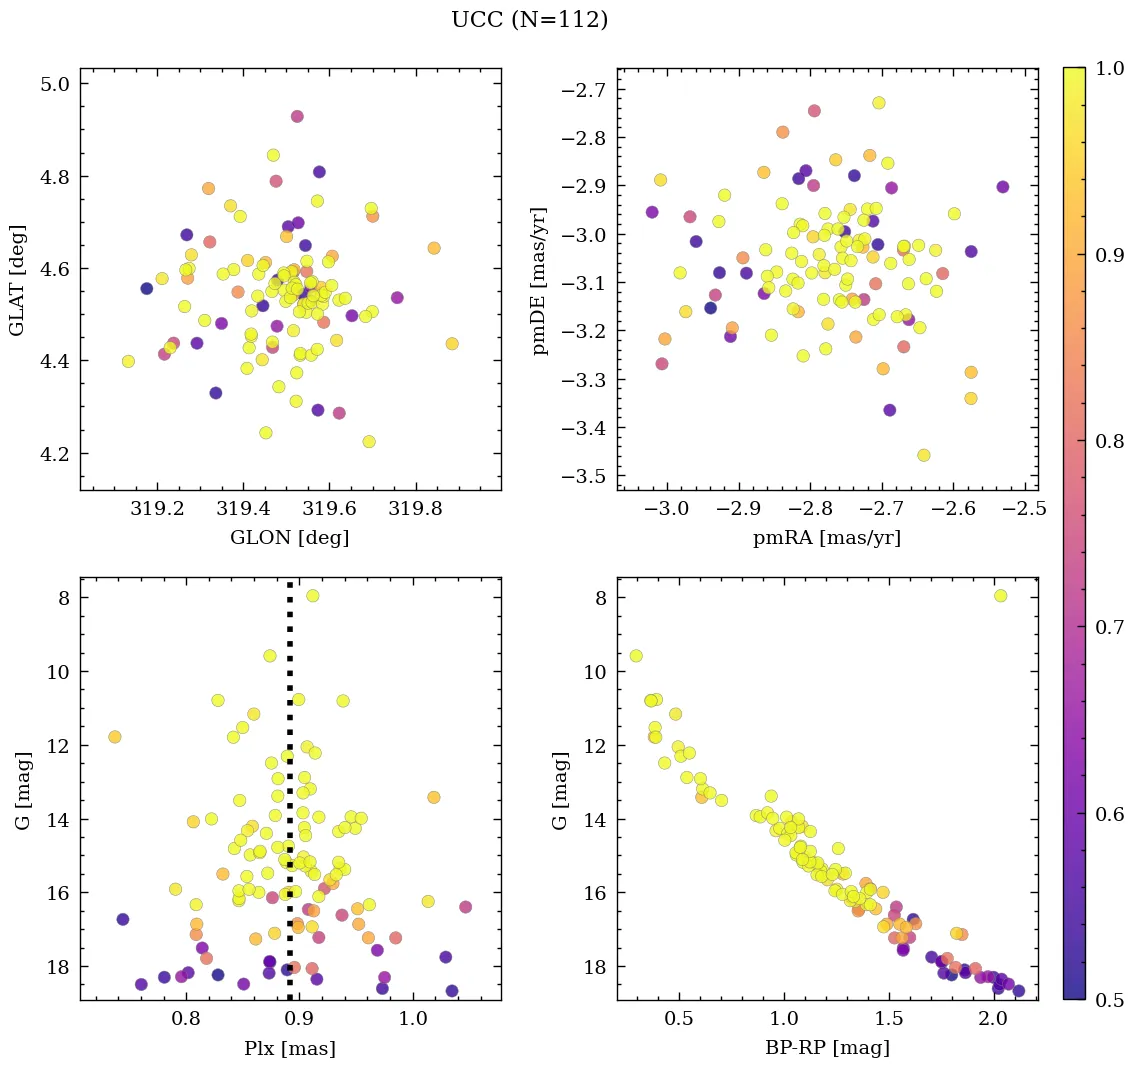 UCC (N=112)
5.0
4.8
4.6
4.4
4.2
GLAT [deg]
319.2 319.4 319.6 319.8
GLON [deg]
−2.7
−2.8
−2.9
−3.0
−3.1
−3.2
−3.3
−3.4
−3.5
pmDE [mas/yr]
−3.0 −2.9 −2.8 −2.7 −2.6 −2.5
pmRA [mas/yr]
8
10
12
14
16
18
G [mag]
0.8 0.9 1.0
Plx [mas]
8
10
12
14
16
18
G [mag]
0.5 1.0 1.5 2.0
BP-RP [mag]
1.0
0.9
0.8
0.7
0.6
0.5